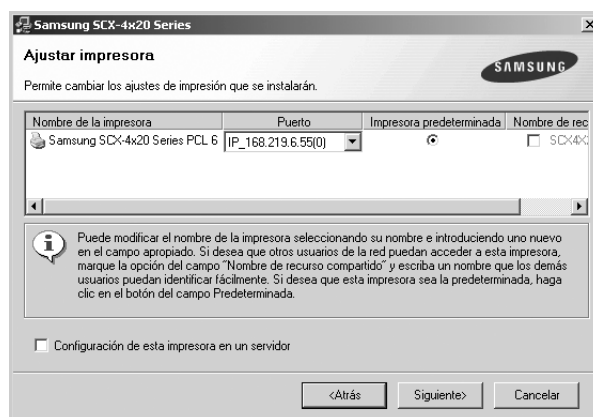 Samsung SCX-4x20 Series
Ajustar impresora
Permite cambiar los ajustes de impresión que se instalarán.
SAMSUNG
Nombre de la impresora Puerto Impresora predeterminada Nombre de rec
Samsung SCX-4x20 Series PCL 6 IP_168.219.6.55(0) SCX4X
Puede modificar el nombre de la impresora seleccionando su nombre e introduciendo uno nuevo
en el campo apropiado. Si desea que otros usuarios de la red puedan acceder a esta impresora,
marque la opción del campo "Nombre de recurso compartido" y escriba un nombre que los demás
usuarios puedan identificar fácilmente. Si desea que esta impresora sea la predeterminada, haga
clic en el botón del campo Predeterminada.
Configuración de esta impresora en un servidor
<Atrás Siguiente> Cancelar